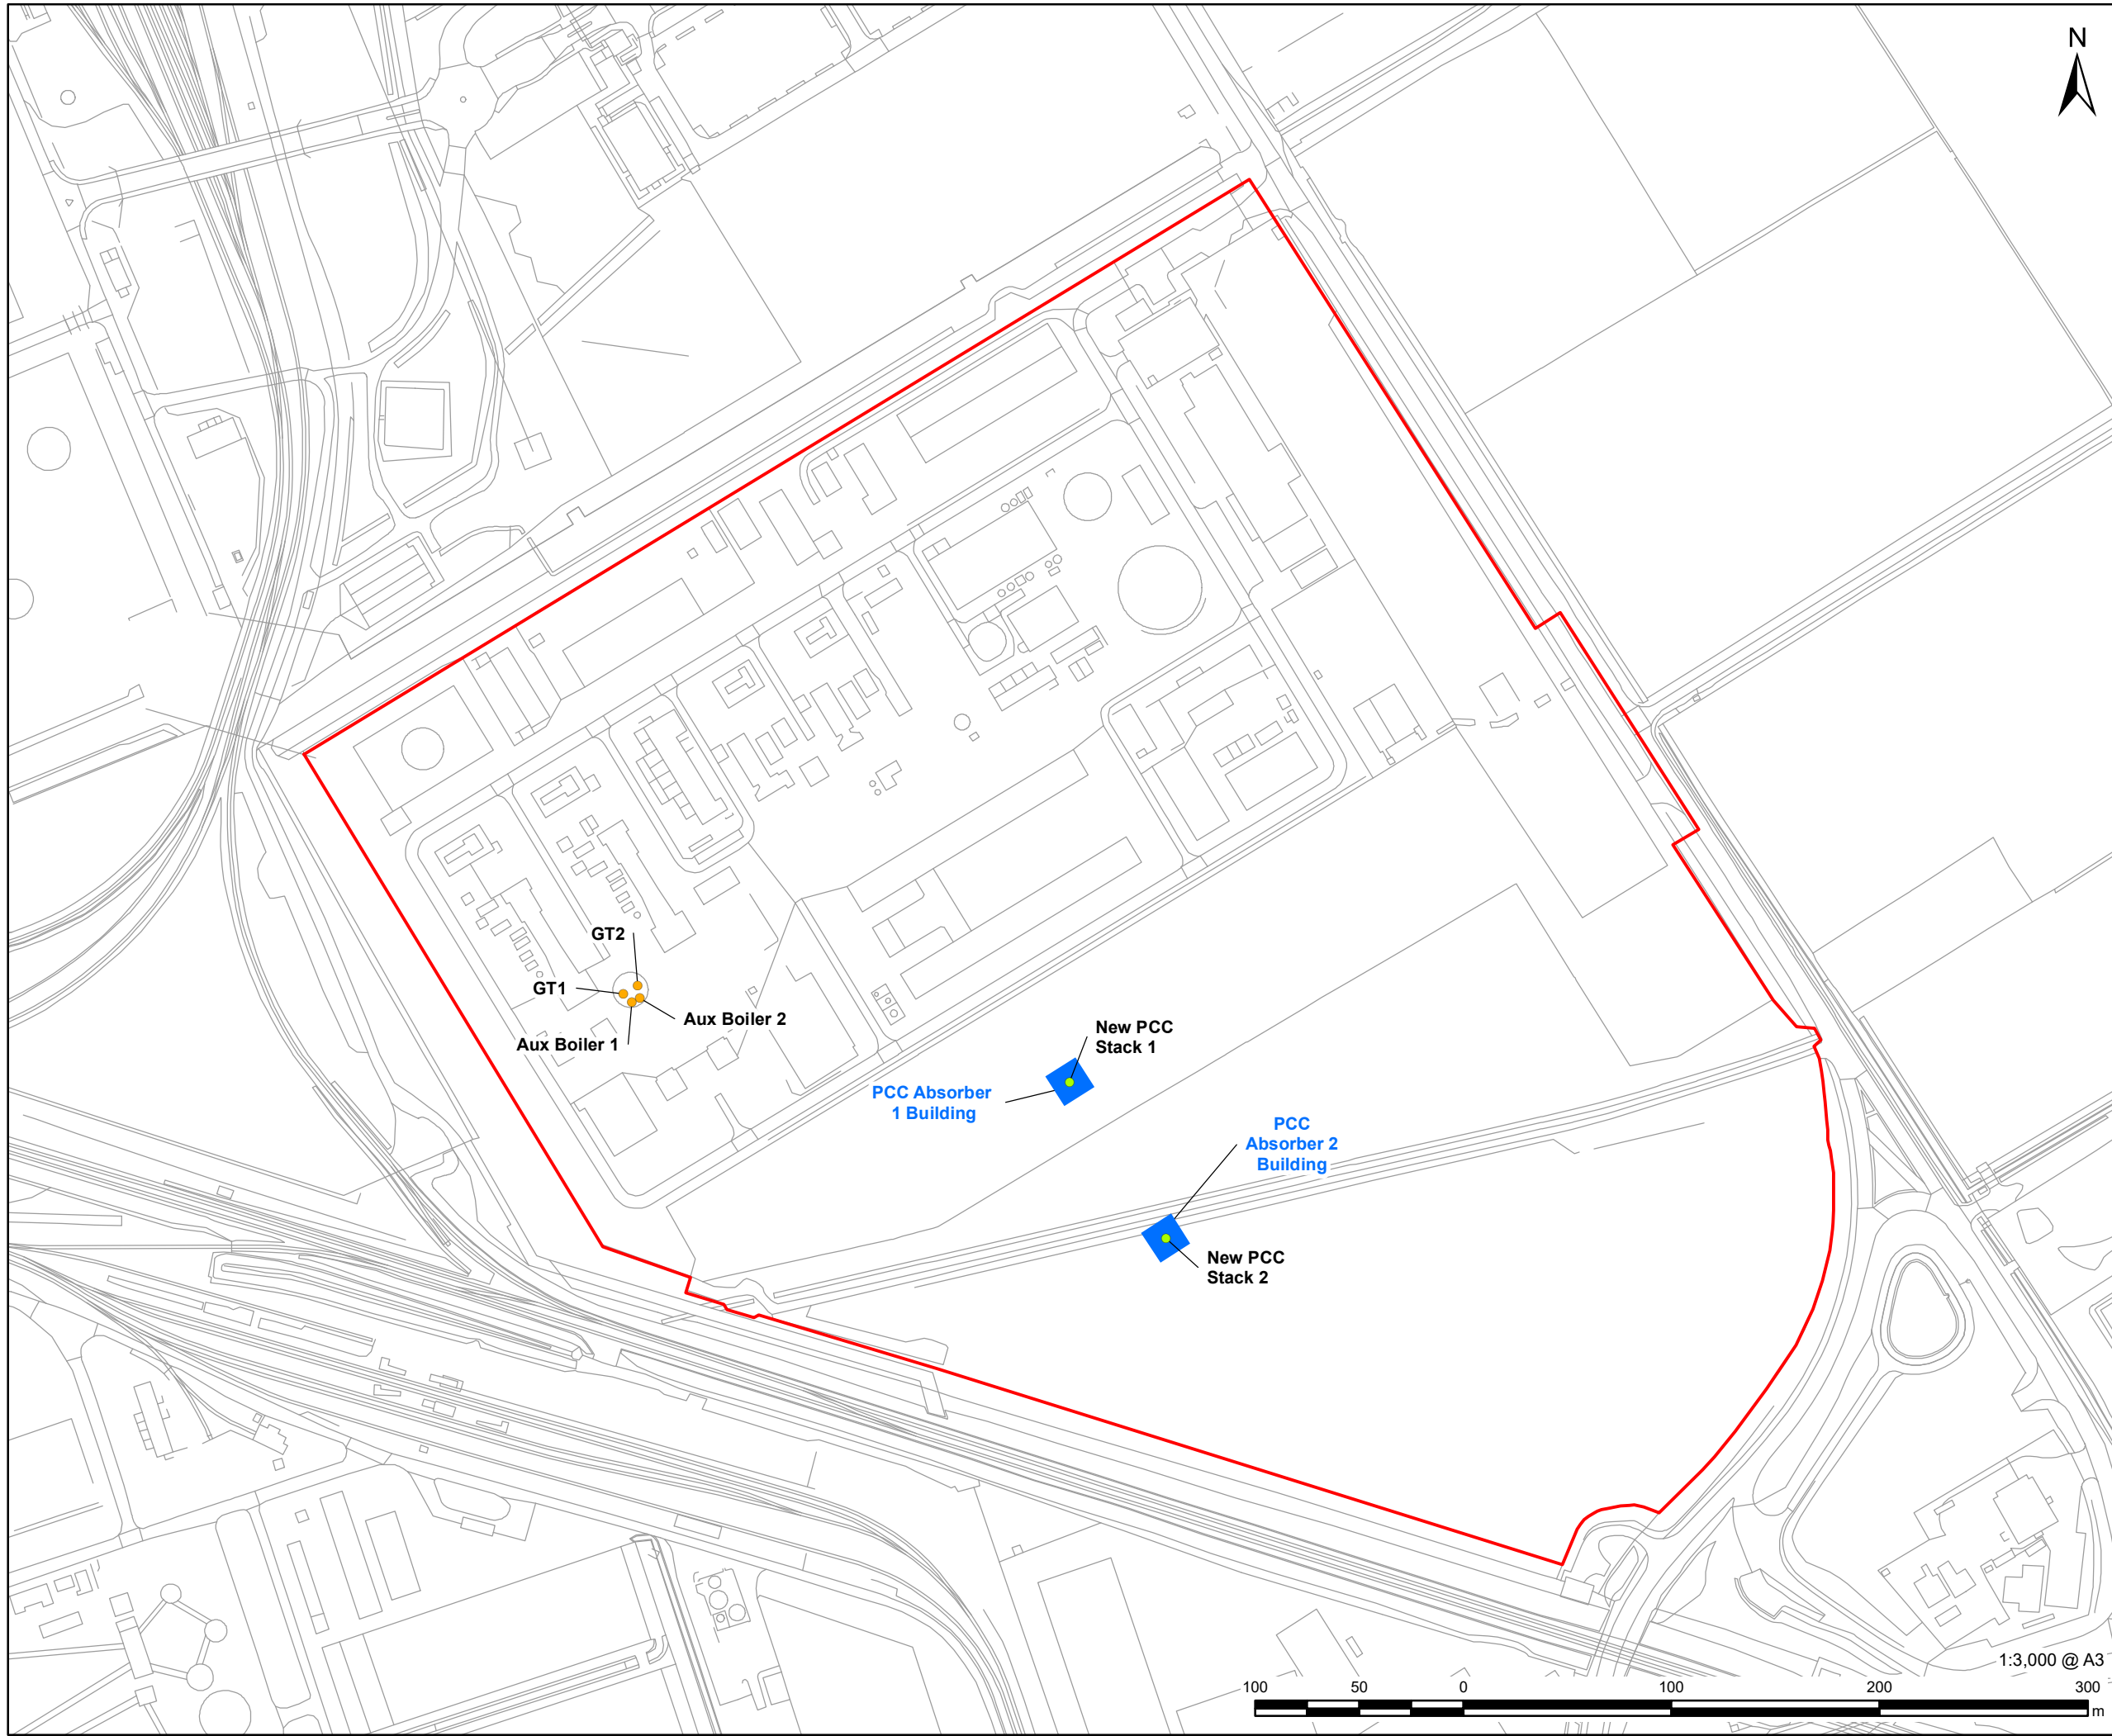 N
GT2
GT1
Aux Boiler 2
Aux Boiler 1
New PCC
Stack 1
PCC Absorber
1 Building
PCC
Absorber 2
Building
New PCC
Stack 2
1:3,000 @ A3
100 50 0 100 200 300
m